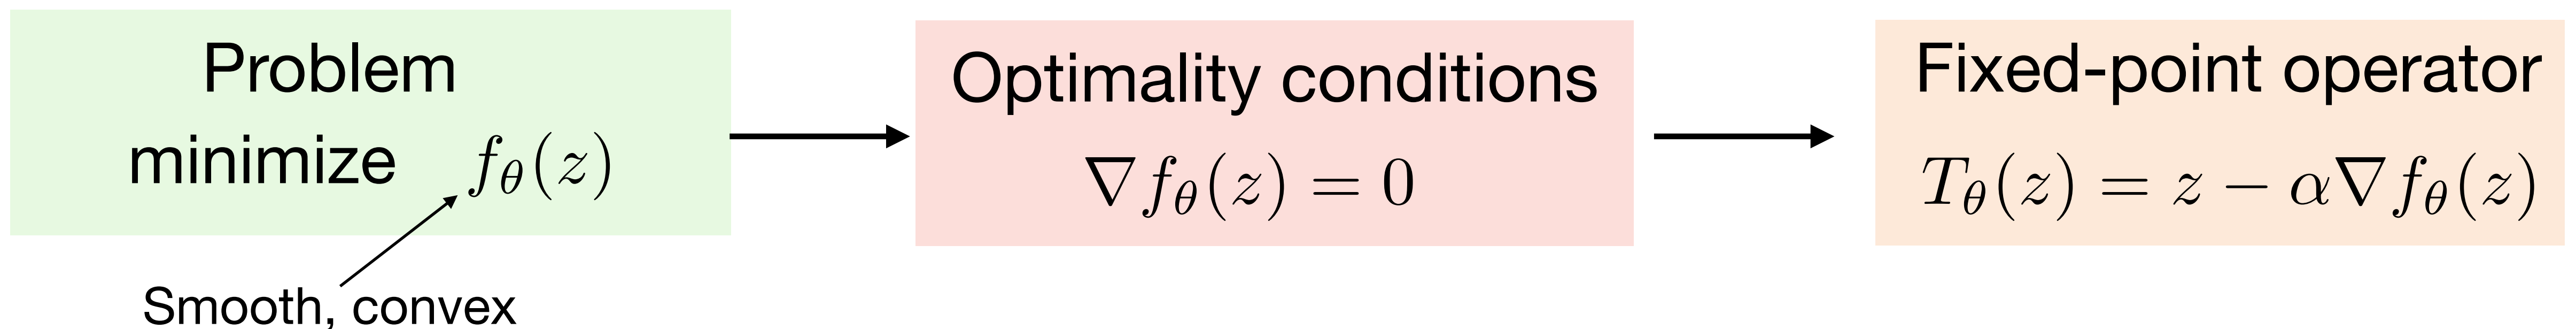 Problem
minimize f_θ(z)
Smooth, convex
Optimality conditions
∇f_θ(z) = 0
Fixed-point operator
T_θ(z) = z − α∇f_θ(z)